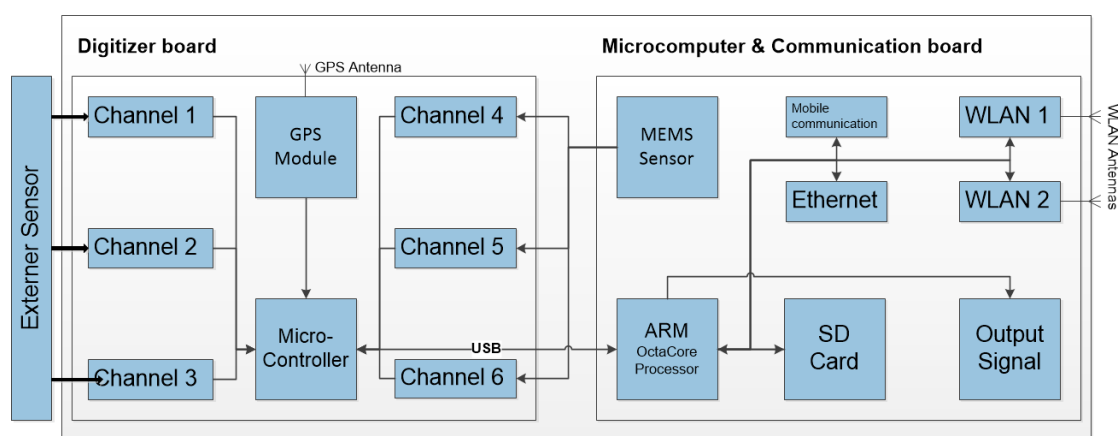 Digitizer board
Microcomputer & Communication board
GPS Antenna
Externer Sensor
Channel 1
Channel 2
Channel 3
GPS
Module
Micro-
Controller
Channel 4
Channel 5
Channel 6
USB
MEMS
Sensor
Mobile
communication
Ethernet
WLAN 1
WLAN 2
WLAN Antennas
ARM
OctaCore
Processor
SD
Card
Output
Signal